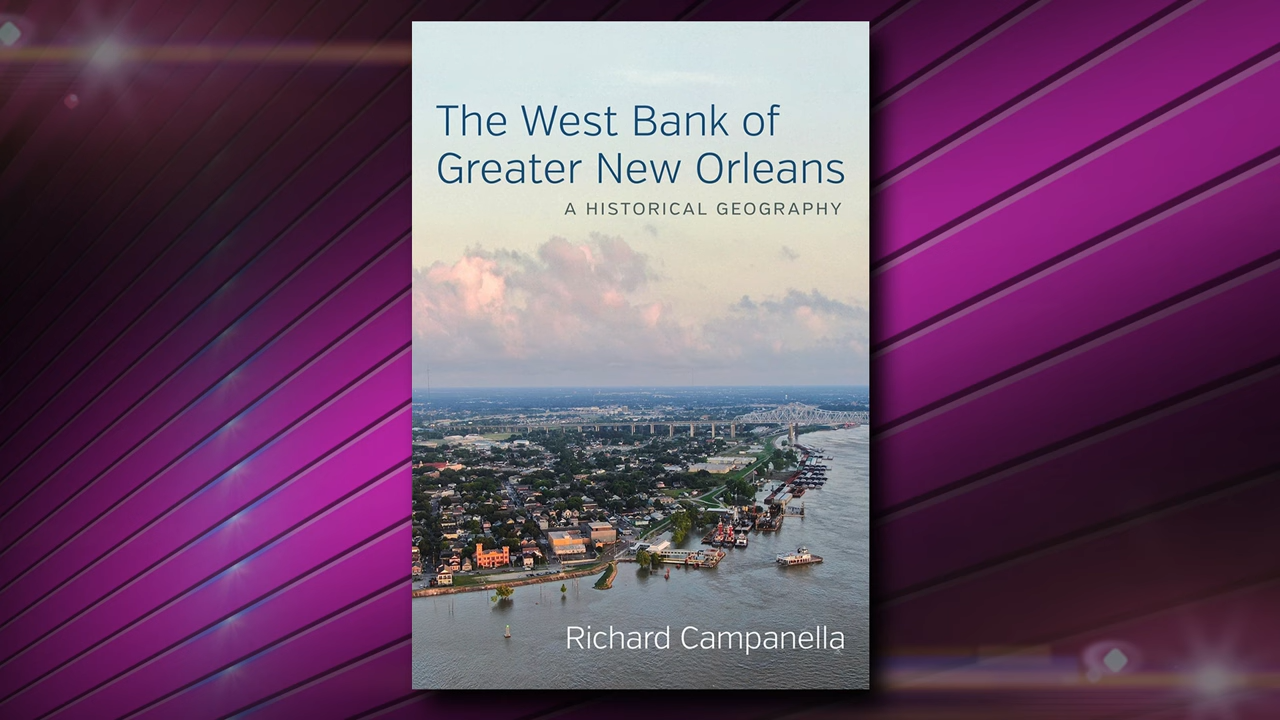 The West Bank of
Greater New Orleans
A HISTORICAL GEOGRAPHY
Richard Campanella